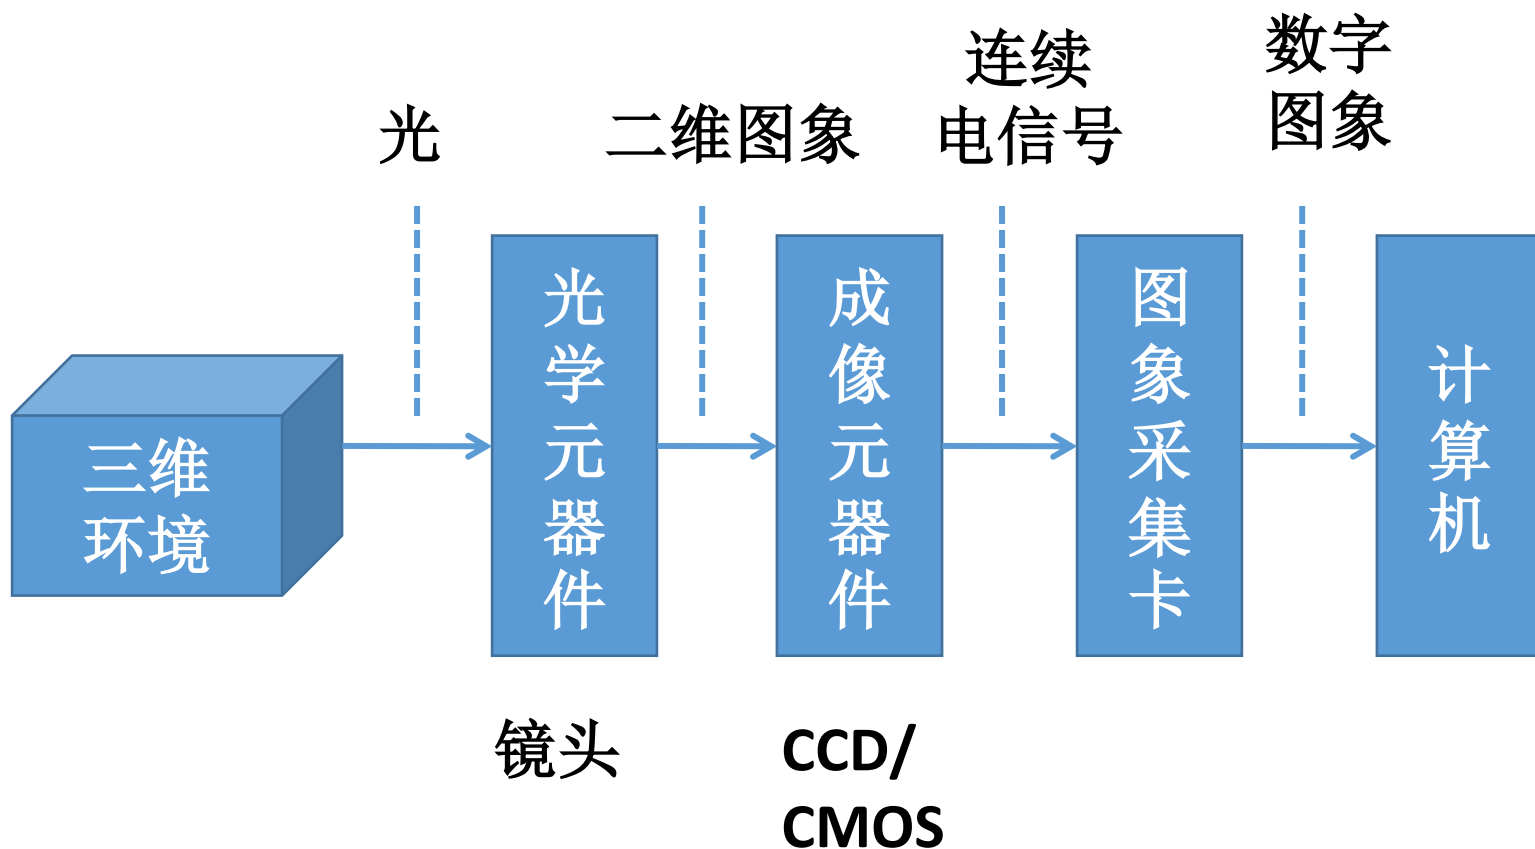 光
二维图象
连续
电信号
数字
图象
三维
环境
光学元器件
成像元器件
图象采集卡
计算机
镜头
CCD/
CMOS